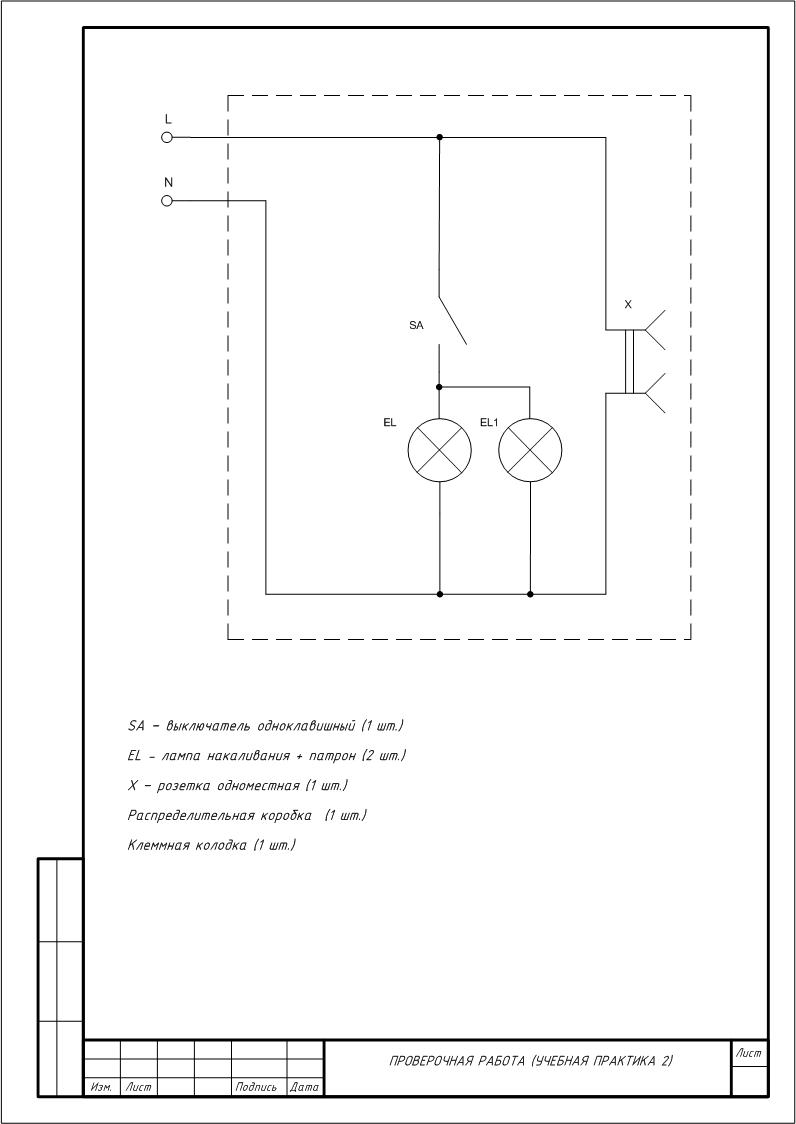 L
N
SA
X
EL
EL1
SA – выключатель одноклавишный (1 шт.)
EL – лампа накаливания + патрон (2 шт.)
X – розетка одноместная (1 шт.)
Распределительная коробка (1 шт.)
Клеммная колодка (1 шт.)
ПРОВЕРОЧНАЯ РАБОТА (УЧЕБНАЯ ПРАКТИКА 2)
Лист
Изм. Лист Подпись Дата